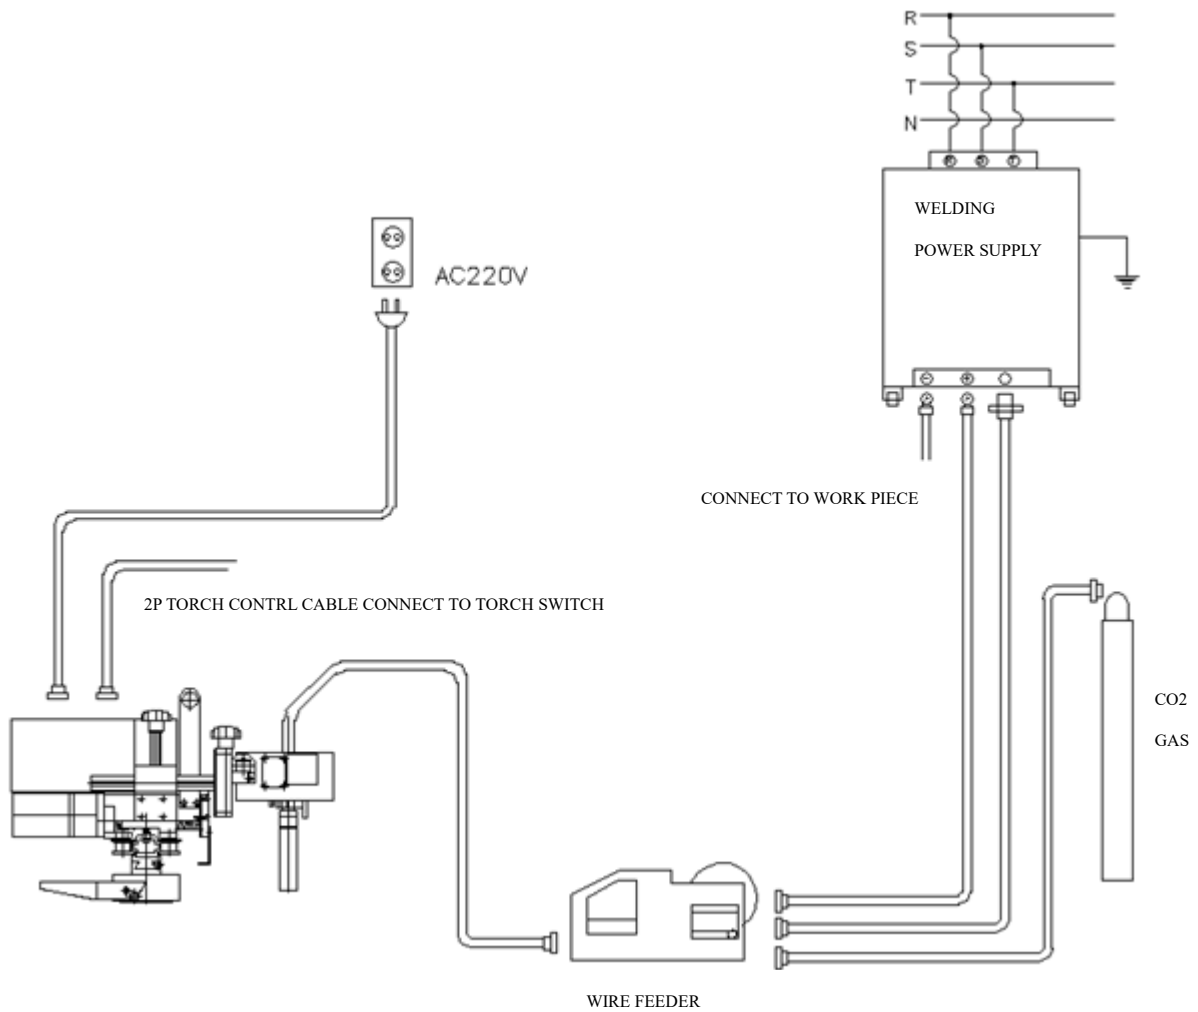 R
S
T
N
R S T
WELDING
POWER SUPPLY
AC220V
- +
CONNECT TO WORK PIECE
2P TORCH CONTRL CABLE CONNECT TO TORCH SWITCH
CO2
GAS
WIRE FEEDER